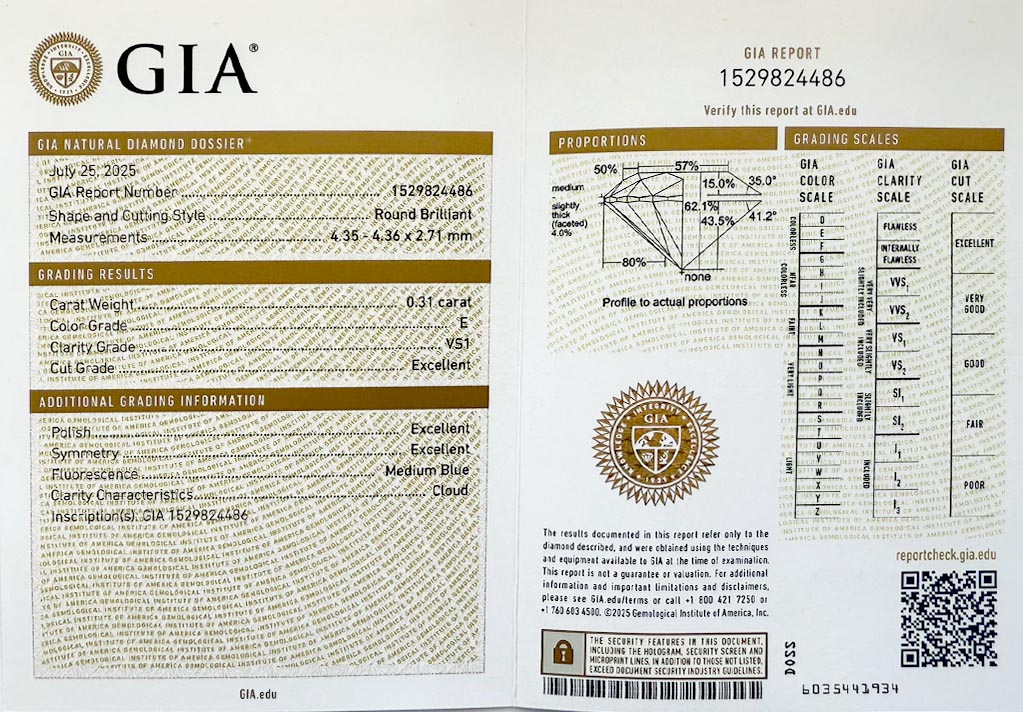 GIA®
GIA NATURAL DIAMOND DOSSIER®
July 25, 2025
GIA Report Number 1529824486
Shape and Cutting Style Round Brilliant
Measurements 4.35 - 4.36 x 2.71 mm
GRADING RESULTS
Carat Weight 0.31 carat
Color Grade E
Clarity Grade VS1
Cut Grade Excellent
ADDITIONAL GRADING INFORMATION
Polish Excellent
Symmetry Excellent
Fluorescence Medium Blue
Clarity Characteristics Cloud
Inscription(s): GIA 1529824486
GIA.edu
GIA REPORT
1529824486
Verify this report at GIA.edu
PROPORTIONS
50%
57%
medium
15.0%
35.0°
slightly
thick
(faceted)
4.0%
62.1%
43.5%
41.2°
80%
none
Profile to actual proportions
GRADING SCALES
GIA
COLOR
SCALE
COLORLESS
D
E
F
NEAR
COLORLESS
G
H
I
J
FAINT
K
L
M
VERY LIGHT
N
O
P
Q
R
LIGHT
S
T
U
V
W
X
Y
Z
GIA
CLARITY
SCALE
FLAWLESS
INTERNALLY
FLAWLESS
VERY VERY
SLIGHTLY INCLUDED
VVS1
VVS2
VERY SLIGHTLY
INCLUDED
VS1
VS2
SLIGHTLY
INCLUDED
SI1
SI2
INCLUDED
I1
I2
I3
GIA
CUT
SCALE
EXCELLENT
VERY
GOOD
GOOD
FAIR
POOR
GIA
The results documented in this report refer only to the
diamond described, and were obtained using the techniques
and equipment available to GIA at the time of examination.
This report is not a guarantee or valuation. For additional
information and important limitations and disclaimers,
please see GIA.edu/terms or call +1 800 421 7250 or
+1 760 603 4500. ©2025 Gemological Institute of America, Inc.
THE SECURITY FEATURES IN THIS DOCUMENT,
INCLUDING THE HOLOGRAM, SECURITY SCREEN AND
MICROPRINT LINES, IN ADDITION TO THOSE NOT LISTED,
EXCEED DOCUMENT SECURITY INDUSTRY GUIDELINES.
reportcheck.gia.edu
6035441934